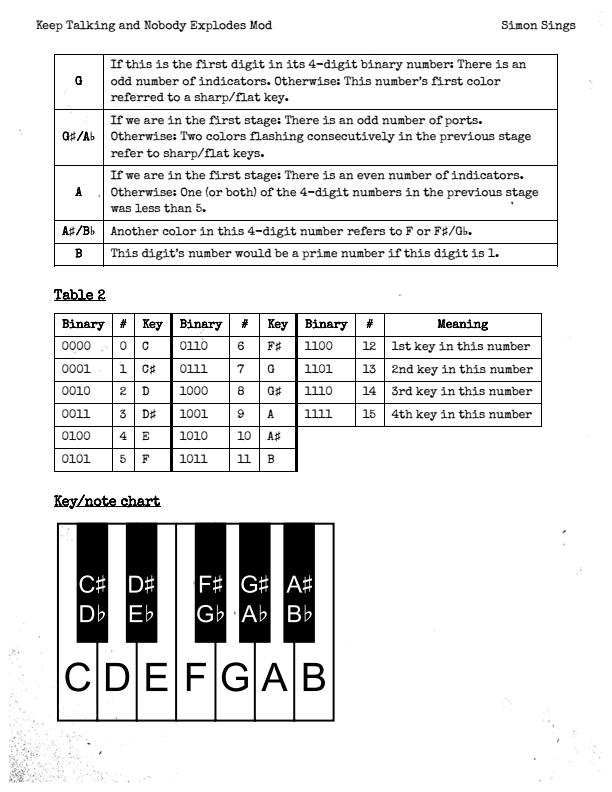 Keep Talking and Nobody Explodes Mod Simon Sings
G If this is the first digit in its 4-digit binary number: There is an
odd number of indicators. Otherwise: This number's first color
referred to a sharp/flat key.
G♯/A♭ If we are in the first stage: There is an odd number of ports.
Otherwise: Two colors flashing consecutively in the previous stage
refer to sharp/flat keys.
A If we are in the first stage: There is an even number of indicators.
Otherwise: One (or both) of the 4-digit numbers in the previous stage
was less than 5.
A♯/B♭ Another color in this 4-digit number refers to F or F♯/G♭.
B This digit's number would be a prime number if this digit is 1.
Table 2
Binary # Key Binary # Key Binary # Meaning
0000 0 C 0110 6 F♯ 1100 12 1st key in this number
0001 1 C♯ 0111 7 G 1101 13 2nd key in this number
0010 2 D 1000 8 G♯ 1110 14 3rd key in this number
0011 3 D♯ 1001 9 A 1111 15 4th key in this number
0100 4 E 1010 10 A♯
0101 5 F 1011 11 B
Key/note chart
C♯ D♯ F♯ G♯ A♯
D♭ E♭ G♭ A♭ B♭
C D E F G A B